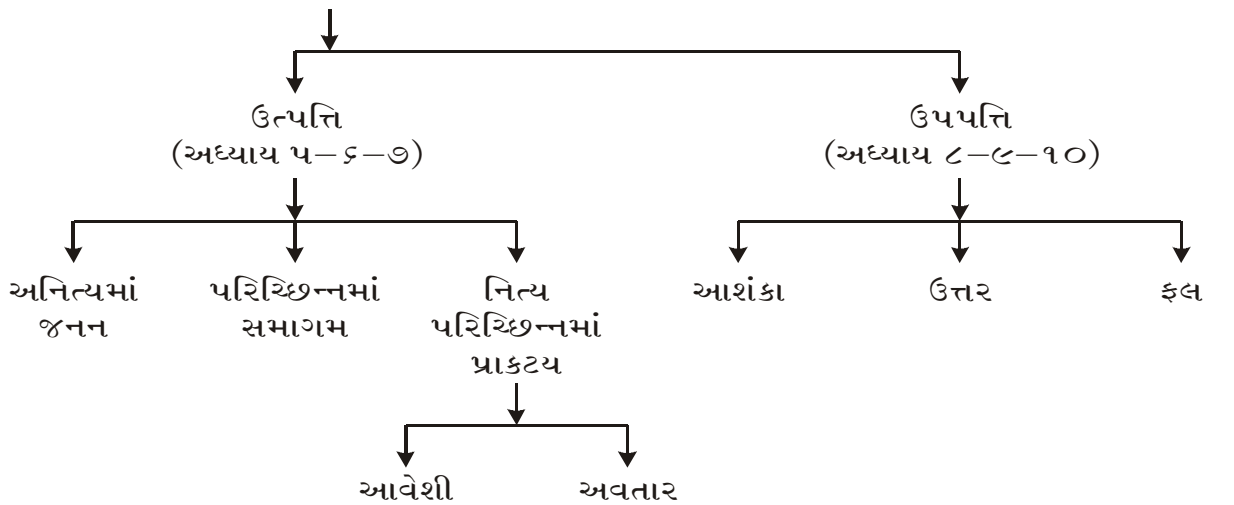 ઉત્પત્તિ
(અધ્યાય ૫–૬–૭)
ઉપપત્તિ
(અધ્યાય ૮–૯–૧૦)
અનિત્યમાં
જનન
પરિચ્છિન્નમાં
સમાગમ
નિત્ય
પરિચ્છિન્નમાં
પ્રાકટય
આશંકા
ઉત્તર
ફલ
આવેશી
અવતાર